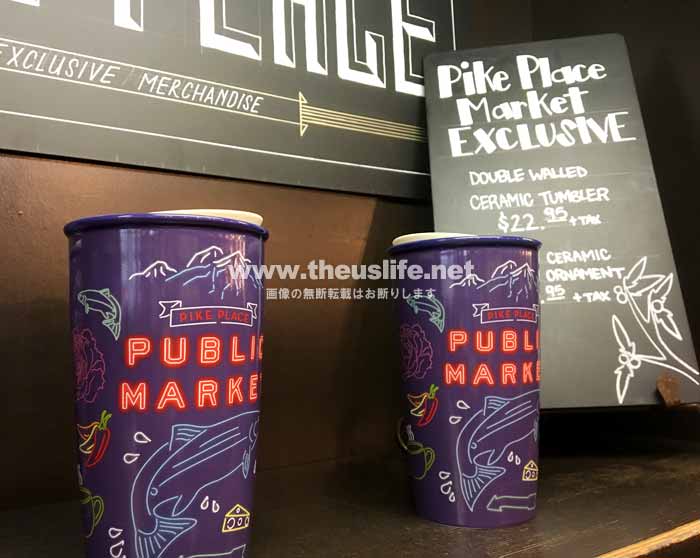 PLACE
EXCLUSIVE / MERCHANDISE
Pike Place
Market
EXCLUSIVE
DOUBLE WALLED
CERAMIC TUMBLER
$22.95 +TAX
CERAMIC
ORNAMENT
95 +TAX
www.theuslife.net
画像の無断転載はお断りします
PIKE PLACE
PUBLIC
MARKE
PIKE PLACE
PUBLI
MARKE